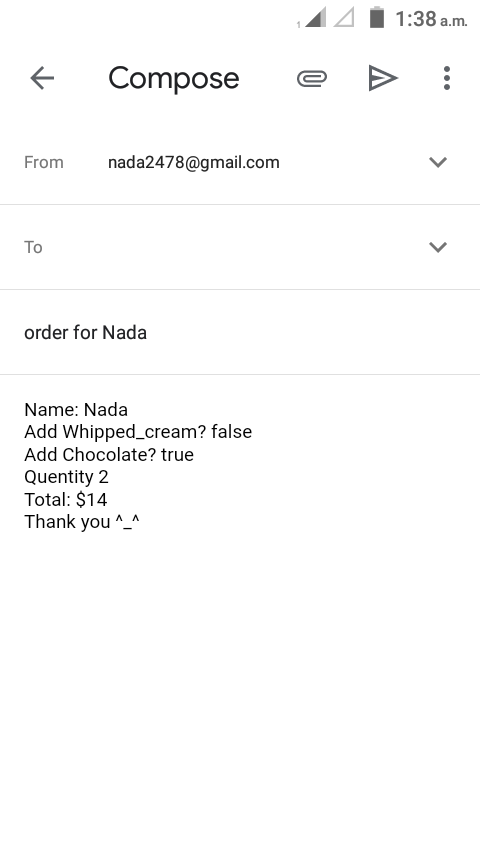 1 1:38 a.m.
Compose
From nada2478@gmail.com
To
order for Nada
Name: Nada
Add Whipped_cream? false
Add Chocolate? true
Quentity 2
Total: $14
Thank you ^_^